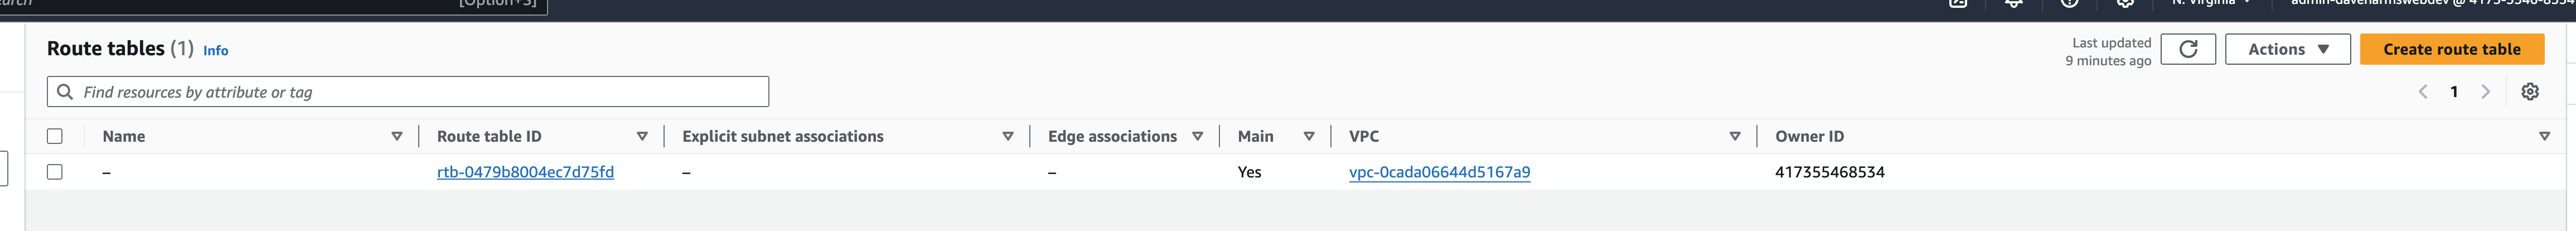 [Option+S]
N. Virginia
Route tables (1) Info
Last updated
9 minutes ago
Actions
Create route table
Find resources by attribute or tag
1
Name
Route table ID
Explicit subnet associations
Edge associations
Main
VPC
Owner ID
–
rtb-0479b8004ec7d75fd
–
–
Yes
vpc-0cada06644d5167a9
417355468534